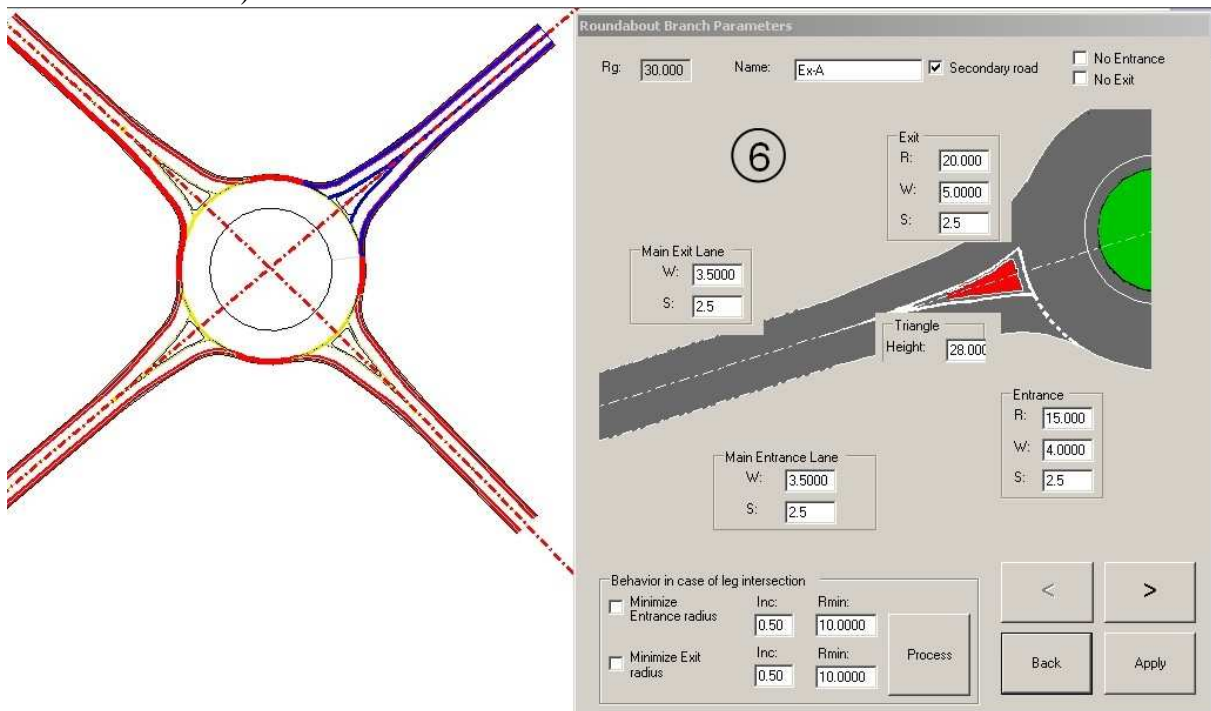 )
Roundabout Branch Parameters
Rg: 30.000 Name: Ex-A Secondary road
No Entrance
No Exit
6
Exit
R: 20.000
W: 5.0000
S: 2.5
Main Exit Lane
W: 3.5000
S: 2.5
Triangle
Height: 28.000
Entrance
R: 15.000
W: 4.0000
S: 2.5
Main Entrance Lane
W: 3.5000
S: 2.5
Behavior in case of leg intersection
Minimize Entrance radius Inc: 0.50 Rmin: 10.0000
Minimize Exit radius Inc: 0.50 Rmin: 10.0000
Process
< >
Back Apply